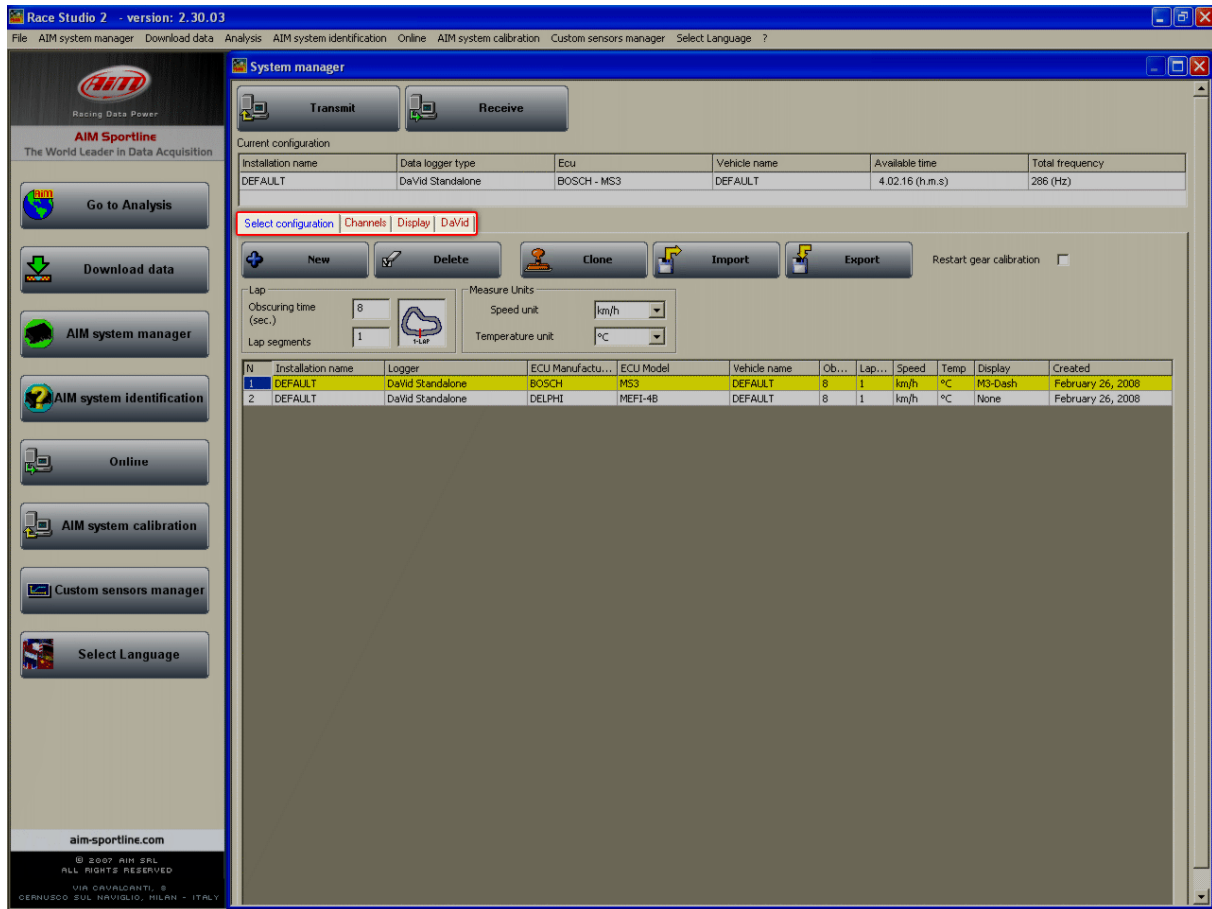 Race Studio 2 - version: 2.30.03
File AIM system manager Download data Analysis AIM system identification Online AIM system calibration Custom sensors manager Select Language ?
AiM
Racing Data Power
AIM Sportline
The World Leader in Data Acquisition
Go to Analysis
Download data
AIM system manager
AIM system identification
Online
AIM system calibration
Custom sensors manager
Select Language
aim-sportline.com
© 2007 AIM SRL
ALL RIGHTS RESERVED
VIA CAVALCANTI, 8
CERNUSCO SUL NAVIGLIO, MILAN - ITALY
System manager
Transmit Receive
Current configuration
Installation name Data logger type Ecu Vehicle name Available time Total frequency
DEFAULT DaVid Standalone BOSCH - MS3 DEFAULT 4.02.16 (h.m.s) 286 (Hz)
Select configuration Channels Display DaVid
New Delete Clone Import Export Restart gear calibration
Lap Measure Units
Obscuring time (sec.) 8 Speed unit km/h
Lap segments 1 1-LAP Temperature unit °C
N Installation name Logger ECU Manufactu... ECU Model Vehicle name Ob... Lap... Speed Temp Display Created
1 DEFAULT DaVid Standalone BOSCH MS3 DEFAULT 8 1 km/h °C M3-Dash February 26, 2008
2 DEFAULT DaVid Standalone DELPHI MEFI-4B DEFAULT 8 1 km/h °C None February 26, 2008